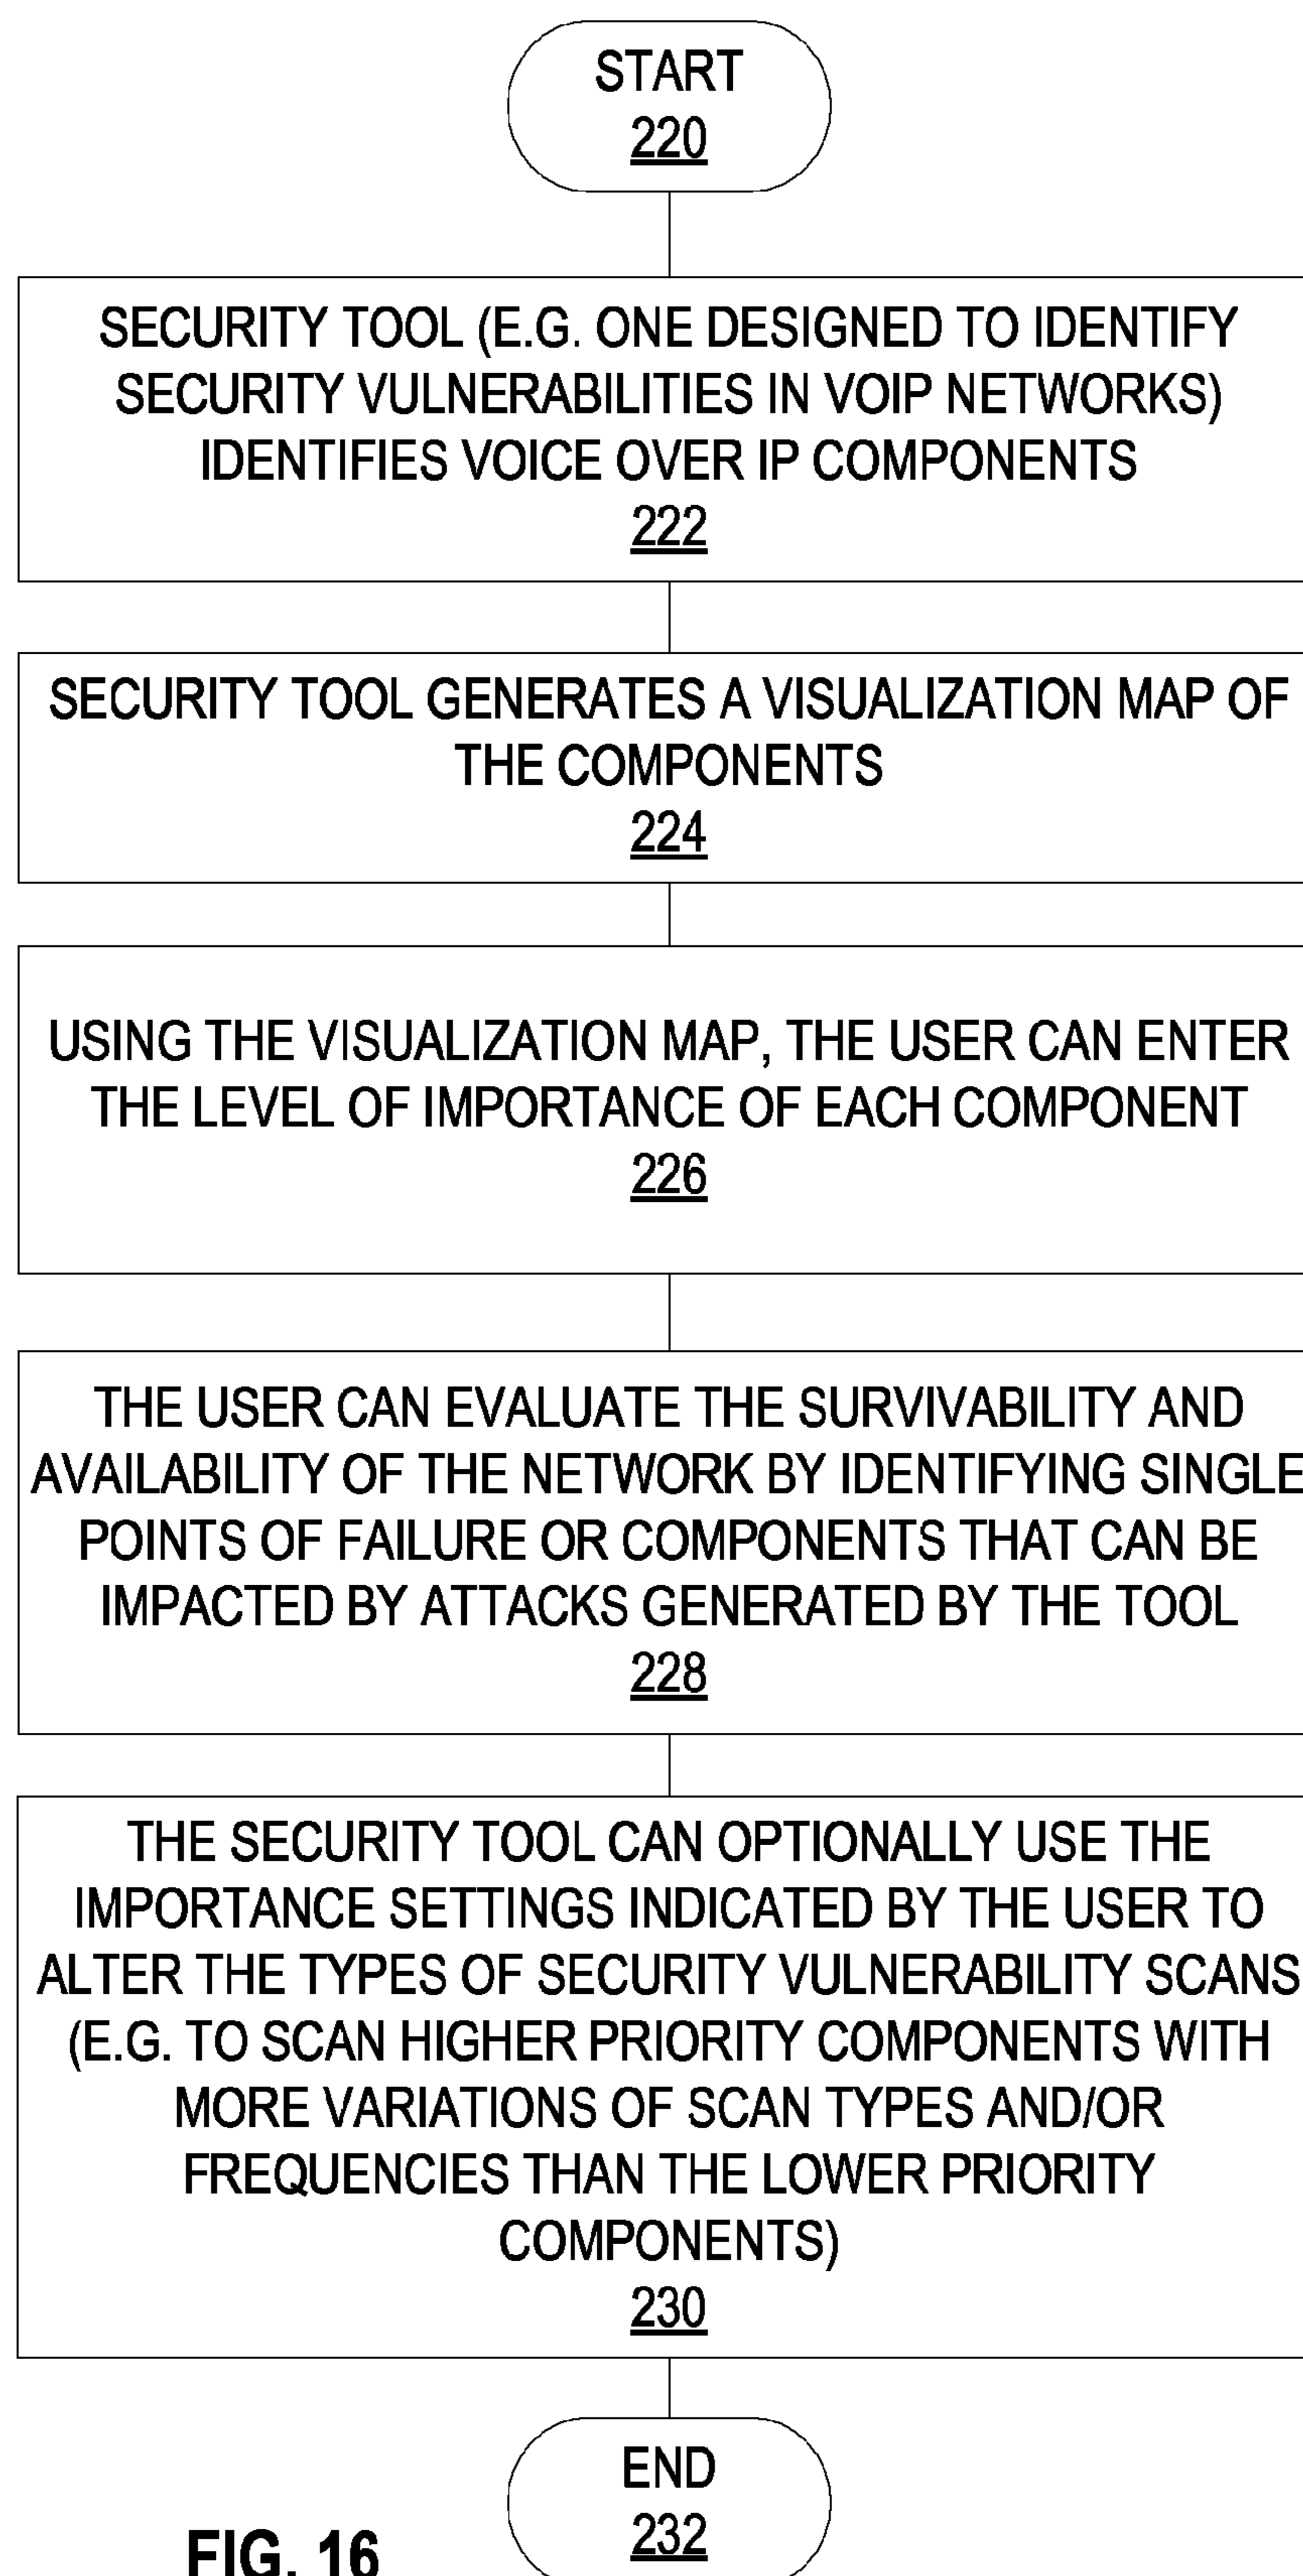 START
220
SECURITY TOOL (E.G. ONE DESIGNED TO IDENTIFY
SECURITY VULNERABILITIES IN VOIP NETWORKS)
IDENTIFIES VOICE OVER IP COMPONENTS
222
SECURITY TOOL GENERATES A VISUALIZATION MAP OF
THE COMPONENTS
224
USING THE VISUALIZATION MAP, THE USER CAN ENTER
THE LEVEL OF IMPORTANCE OF EACH COMPONENT
226
THE USER CAN EVALUATE THE SURVIVABILITY AND
AVAILABILITY OF THE NETWORK BY IDENTIFYING SINGLE
POINTS OF FAILURE OR COMPONENTS THAT CAN BE
IMPACTED BY ATTACKS GENERATED BY THE TOOL
228
THE SECURITY TOOL CAN OPTIONALLY USE THE
IMPORTANCE SETTINGS INDICATED BY THE USER TO
ALTER THE TYPES OF SECURITY VULNERABILITY SCANS
(E.G. TO SCAN HIGHER PRIORITY COMPONENTS WITH
MORE VARIATIONS OF SCAN TYPES AND/OR
FREQUENCIES THAN THE LOWER PRIORITY
COMPONENTS)
230
END
232
FIG. 16